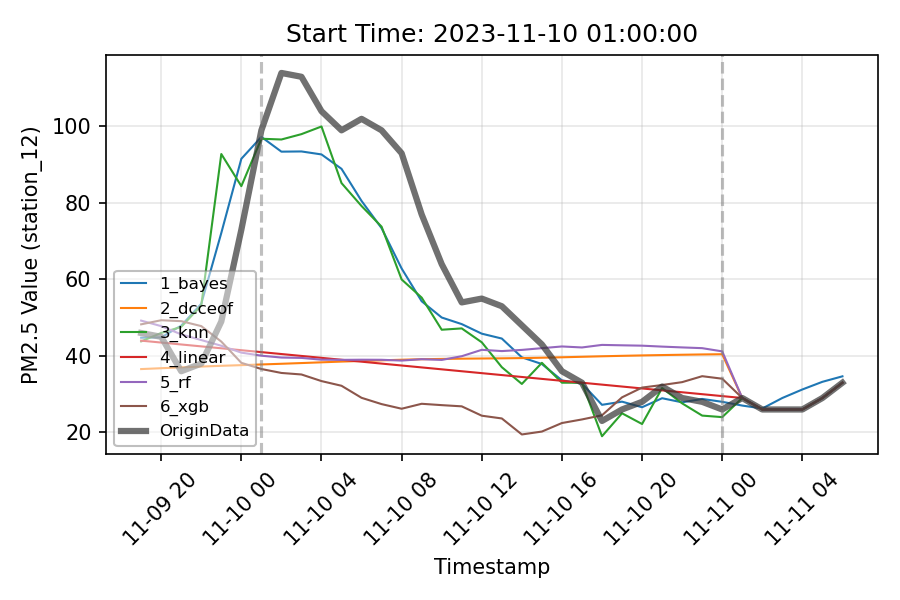 Start Time: 2023-11-10 01:00:00
PM2.5 Value (station_12)
100
80
60
40
20
1_bayes
2_dcceof
3_knn
4_linear
5_rf
6_xgb
OriginData
11-09 20
11-10 00
11-10 04
11-10 08
11-10 12
11-10 16
11-10 20
11-11 00
11-11 04
Timestamp